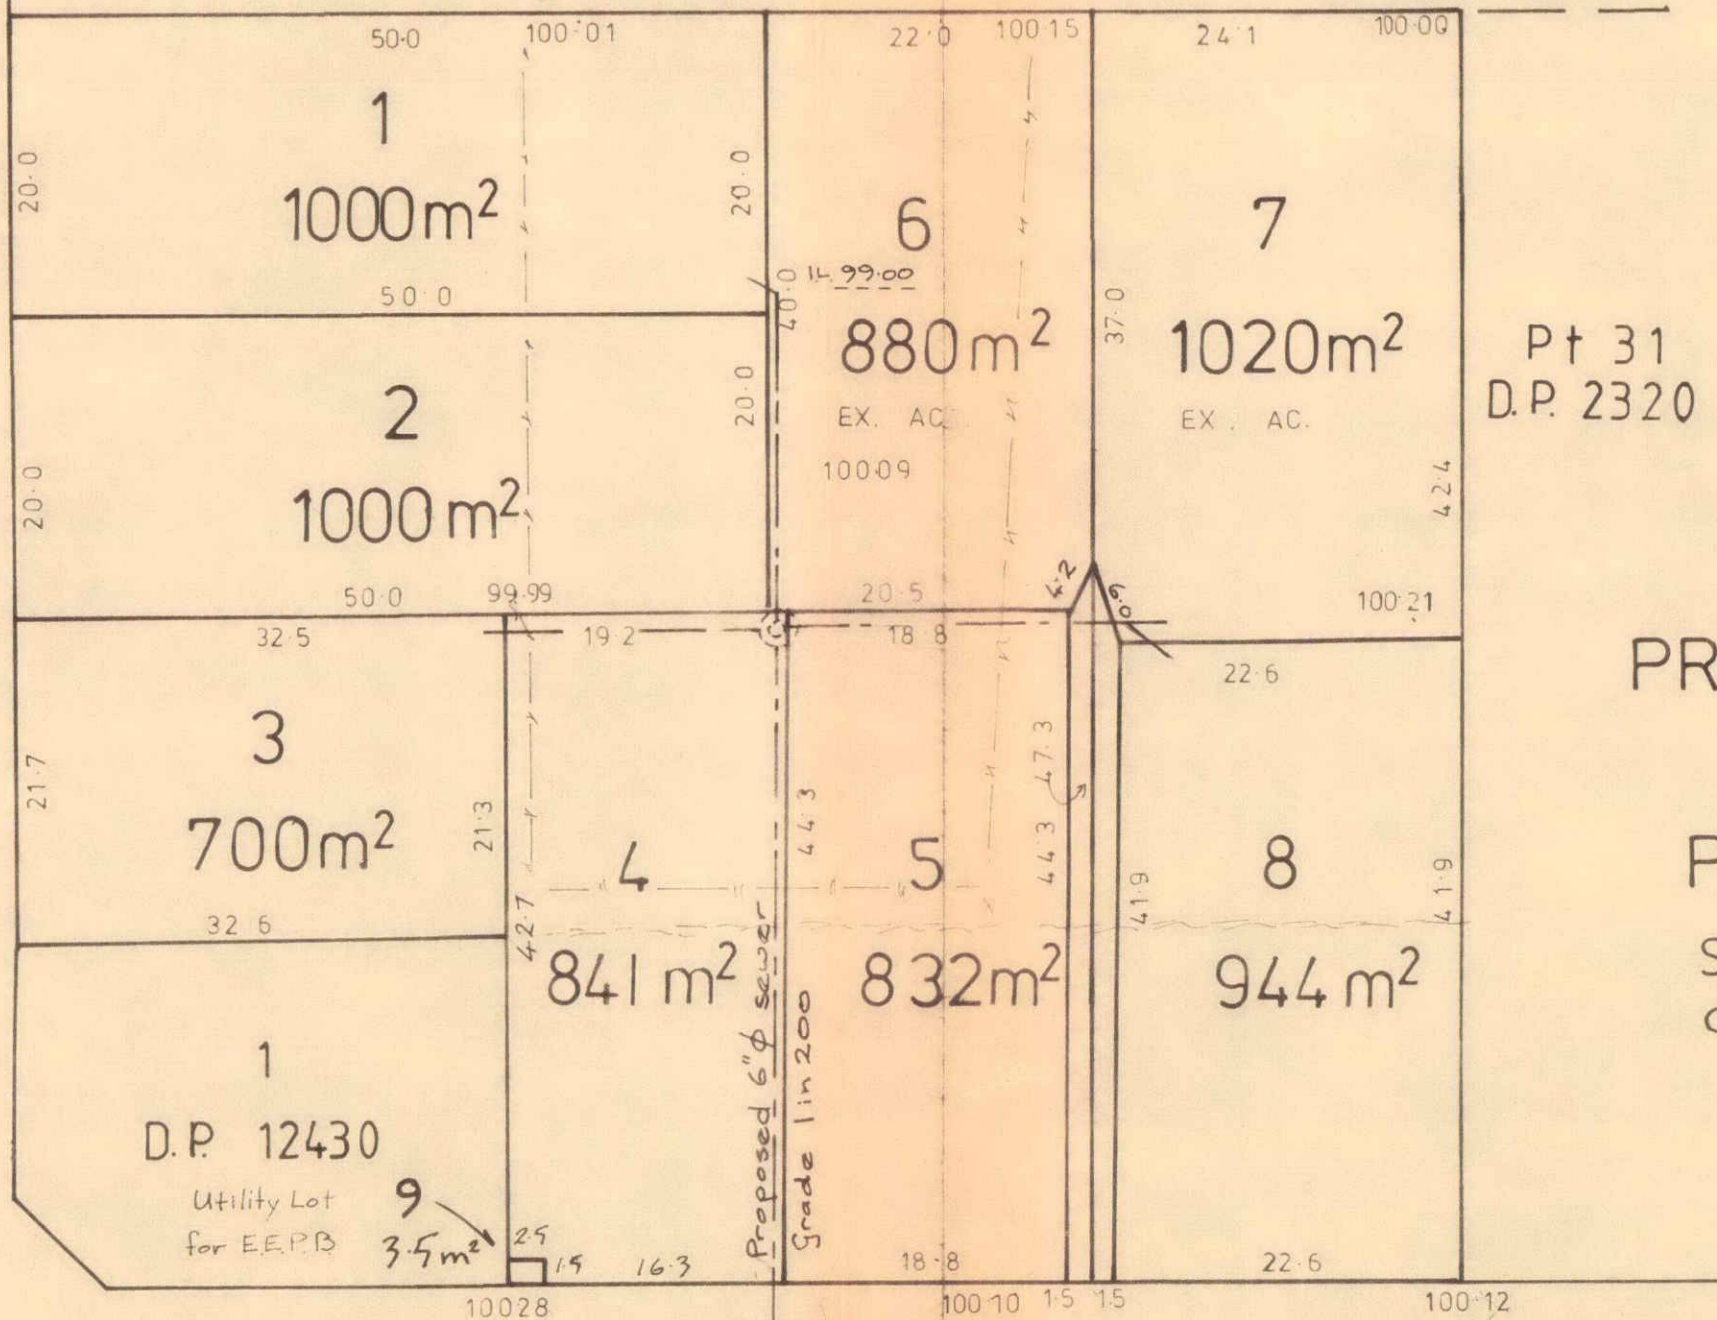 50·0 100·01 22·0 100·15 24·1 100·00
1
1000m²
20·0
20·0
50·0
6
IL 99·00
880m²
EX. AC.
100·09
40·0
7
1020m²
EX. AC.
37·0
42·4
Pt 31
D.P. 2320
2
1000m²
20·0
20·0
50·0 99·99 20·5 4·2 6·0 100·21
32·5 19·2 18·8 22·6
PR
3
700m²
21·7
21·3
32·6
4
841m²
42·7
Proposed 6"φ sewer
Grade 1in200
44·3
5
832m²
44·3 47·3
8
944m²
41·9
41·9
P
S
1
D.P. 12430
Utility Lot
for E.E.P.B
9
3·5m²
2·5
1·5 16·3 18·8 22·6
100·28 100·10 1·5 1·5 100·12